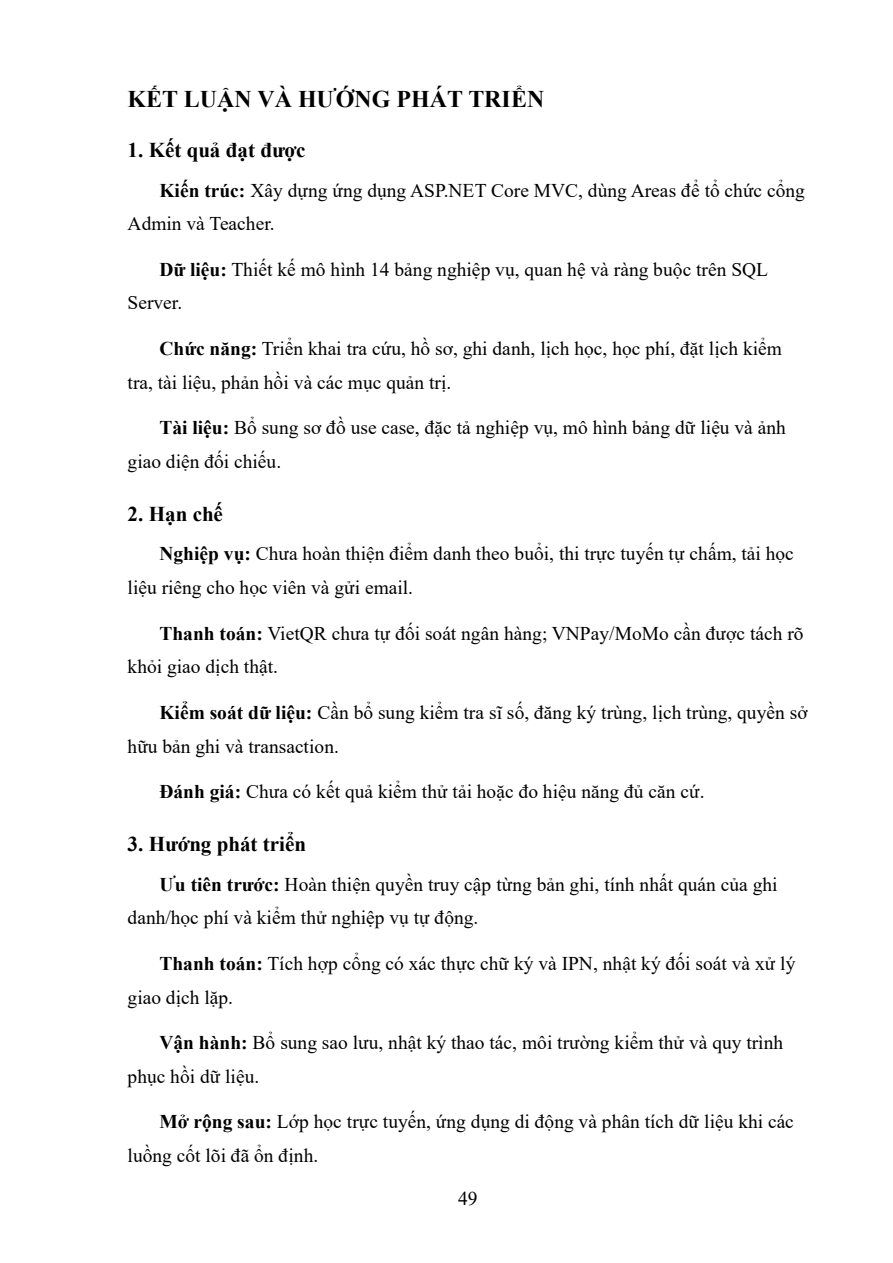 KẾT LUẬN VÀ HƯỚNG PHÁT TRIỂN
1. Kết quả đạt được
Kiến trúc: Xây dựng ứng dụng ASP.NET Core MVC, dùng Areas để tổ chức cổng
Admin và Teacher.
Dữ liệu: Thiết kế mô hình 14 bảng nghiệp vụ, quan hệ và ràng buộc trên SQL
Server.
Chức năng: Triển khai tra cứu, hồ sơ, ghi danh, lịch học, học phí, đặt lịch kiểm
tra, tài liệu, phản hồi và các mục quản trị.
Tài liệu: Bổ sung sơ đồ use case, đặc tả nghiệp vụ, mô hình bảng dữ liệu và ảnh
giao diện đối chiếu.
2. Hạn chế
Nghiệp vụ: Chưa hoàn thiện điểm danh theo buổi, thi trực tuyến tự chấm, tải học
liệu riêng cho học viên và gửi email.
Thanh toán: VietQR chưa tự đối soát ngân hàng; VNPay/MoMo cần được tách rõ
khỏi giao dịch thật.
Kiểm soát dữ liệu: Cần bổ sung kiểm tra sĩ số, đăng ký trùng, lịch trùng, quyền sở
hữu bản ghi và transaction.
Đánh giá: Chưa có kết quả kiểm thử tải hoặc đo hiệu năng đủ căn cứ.
3. Hướng phát triển
Ưu tiên trước: Hoàn thiện quyền truy cập từng bản ghi, tính nhất quán của ghi
danh/học phí và kiểm thử nghiệp vụ tự động.
Thanh toán: Tích hợp cổng có xác thực chữ ký và IPN, nhật ký đối soát và xử lý
giao dịch lặp.
Vận hành: Bổ sung sao lưu, nhật ký thao tác, môi trường kiểm thử và quy trình
phục hồi dữ liệu.
Mở rộng sau: Lớp học trực tuyến, ứng dụng di động và phân tích dữ liệu khi các
luồng cốt lõi đã ổn định.
49